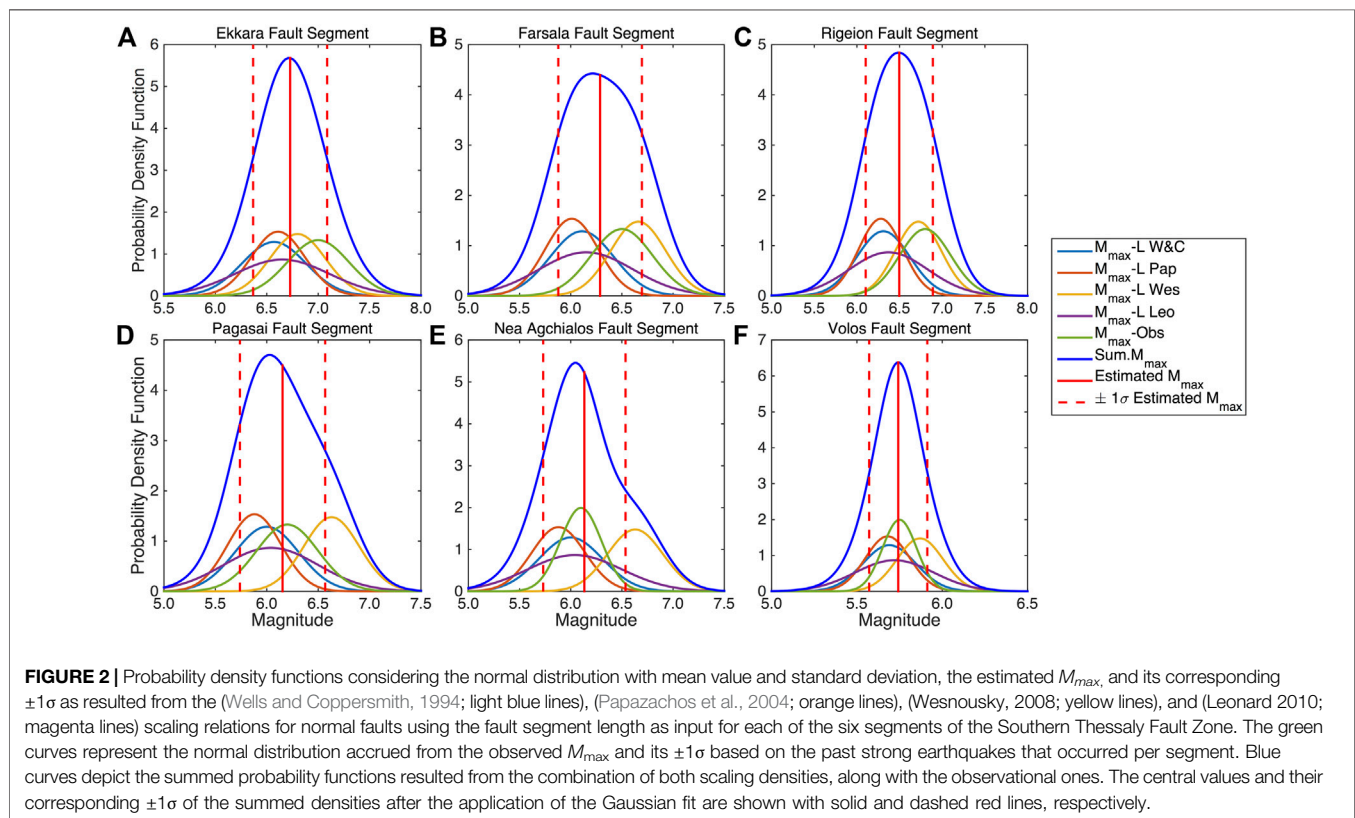 A Ekkara Fault Segment
B Farsala Fault Segment
C Rigeion Fault Segment
Probability Density Function
6
5
4
3
2
1
0
5.5 6.0 6.5 7.0 7.5 8.0
5
4
3
2
1
0
5.0 5.5 6.0 6.5 7.0 7.5
5
4
3
2
1
0
5.0 5.5 6.0 6.5 7.0 7.5 8.0
D Pagasai Fault Segment
E Nea Agchialos Fault Segment
F Volos Fault Segment
Probability Density Function
5
4
3
2
1
0
5.0 5.5 6.0 6.5 7.0 7.5
Magnitude
6
5
4
3
2
1
0
5.0 5.5 6.0 6.5 7.0 7.5
Magnitude
7
6
5
4
3
2
1
0
5.0 5.5 6.0 6.5
Magnitude
Mmax-L W&C
Mmax-L Pap
Mmax-L Wes
Mmax-L Leo
Mmax-Obs
Sum.Mmax
Estimated Mmax
± 1σ Estimated Mmax
FIGURE 2 | Probability density functions considering the normal distribution with mean value and standard deviation, the estimated Mmax, and its corresponding
±1σ as resulted from the (Wells and Coppersmith, 1994; light blue lines), (Papazachos et al., 2004; orange lines), (Wesnousky, 2008; yellow lines), and (Leonard 2010;
magenta lines) scaling relations for normal faults using the fault segment length as input for each of the six segments of the Southern Thessaly Fault Zone. The green
curves represent the normal distribution accrued from the observed Mmax and its ±1σ based on the past strong earthquakes that occurred per segment. Blue
curves depict the summed probability functions resulted from the combination of both scaling densities, along with the observational ones. The central values and their
corresponding ±1σ of the summed densities after the application of the Gaussian fit are shown with solid and dashed red lines, respectively.